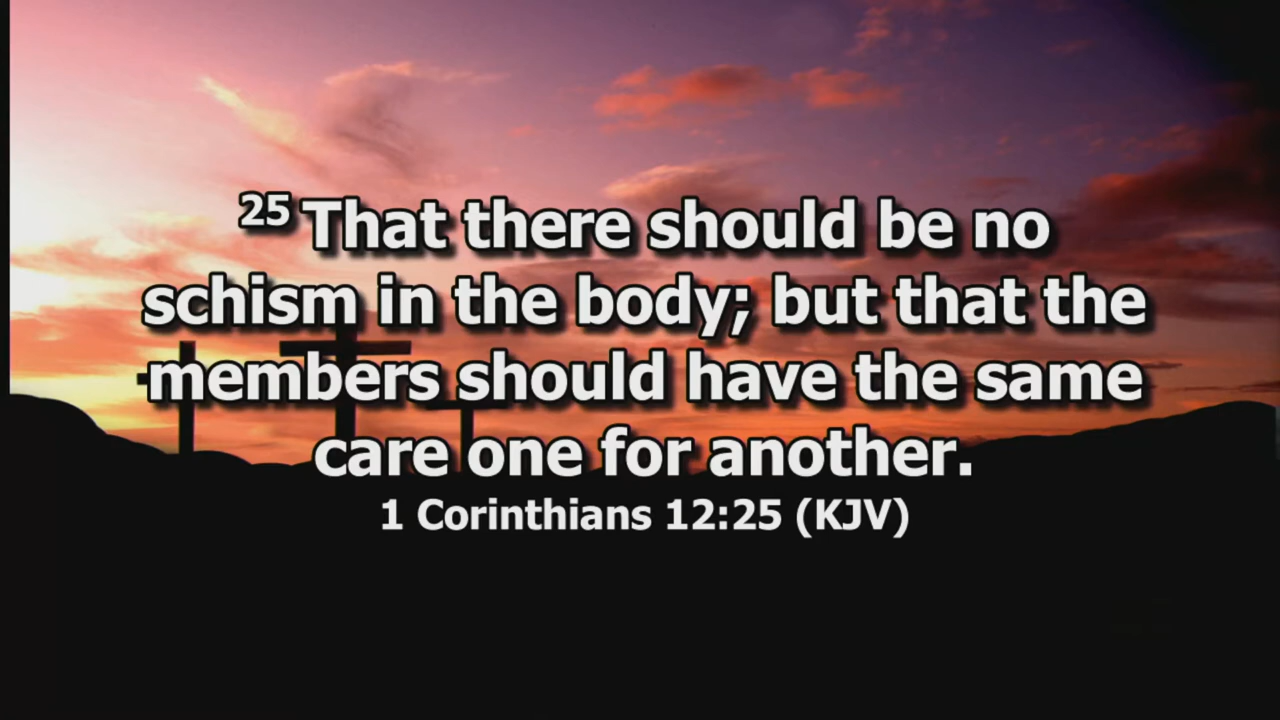 25 That there should be no
schism in the body; but that the
members should have the same
care one for another.
1 Corinthians 12:25 (KJV)